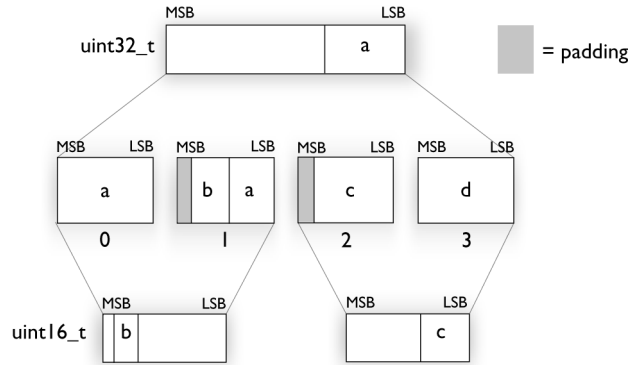 MSB LSB
uint32_t a = padding
MSB LSB MSB LSB MSB LSB MSB LSB
a b a c d
0 1 2 3
MSB LSB MSB LSB
uint16_t b c